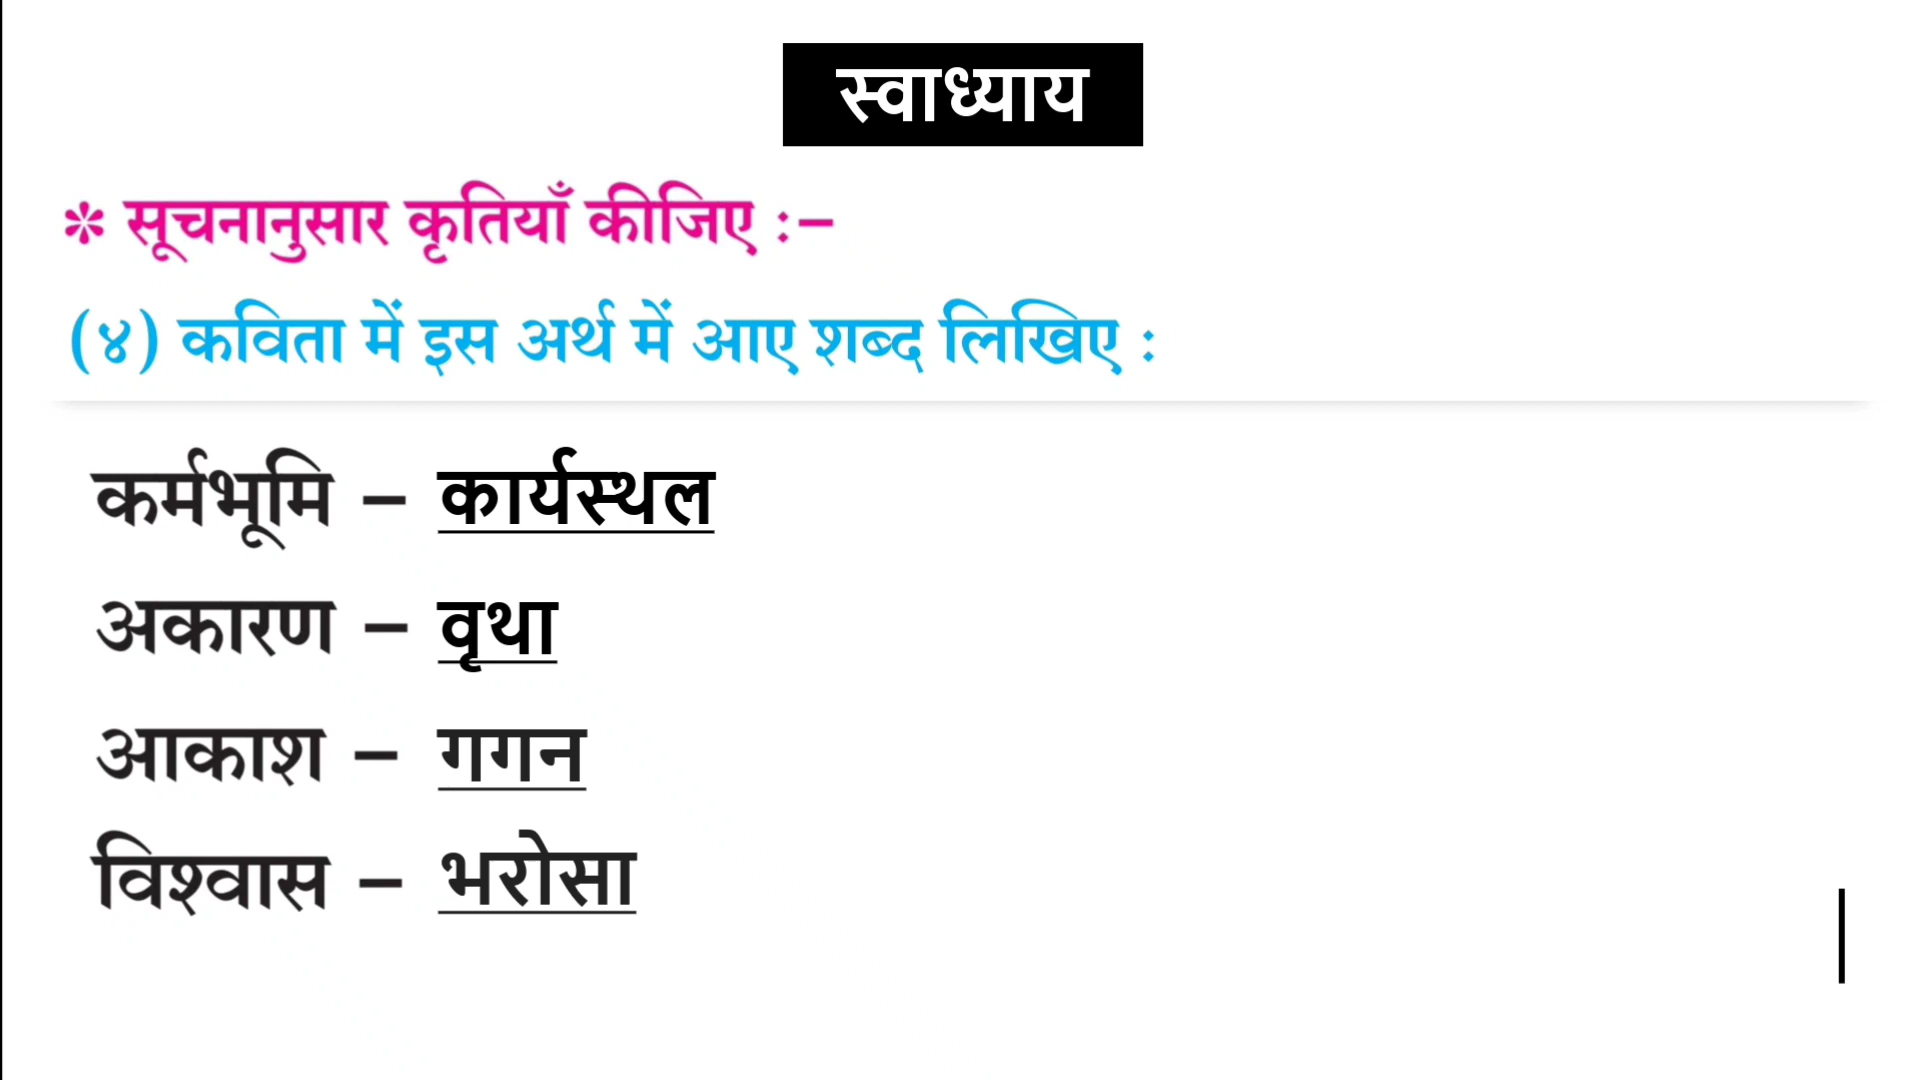 स्वाध्याय
* सूचनानुसार कृतियाँ कीजिए :–
(४) कविता में इस अर्थ में आए शब्द लिखिए :
कर्मभूमि – कार्यस्थल
अकारण – वृथा
आकाश – गगन
विश्वास – भरोसा